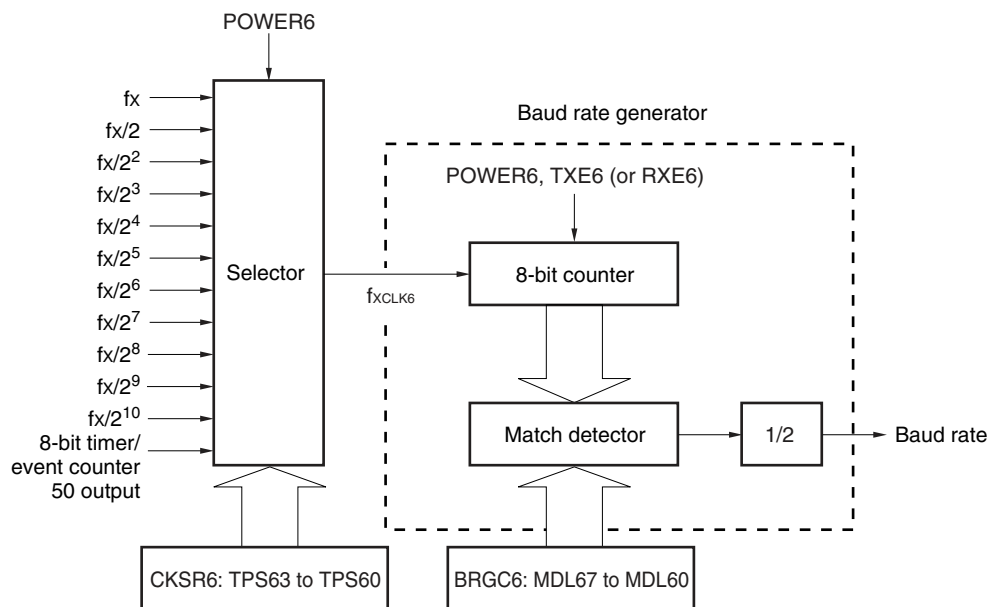 POWER6
fx
fx/2
fx/2²
fx/2³
fx/2⁴
fx/2⁵
fx/2⁶
fx/2⁷
fx/2⁸
fx/2⁹
fx/2¹⁰
8-bit timer/
event counter
50 output
Selector
fXCLK6
Baud rate generator
POWER6, TXE6 (or RXE6)
8-bit counter
Match detector
1/2
Baud rate
CKSR6: TPS63 to TPS60
BRGC6: MDL67 to MDL60